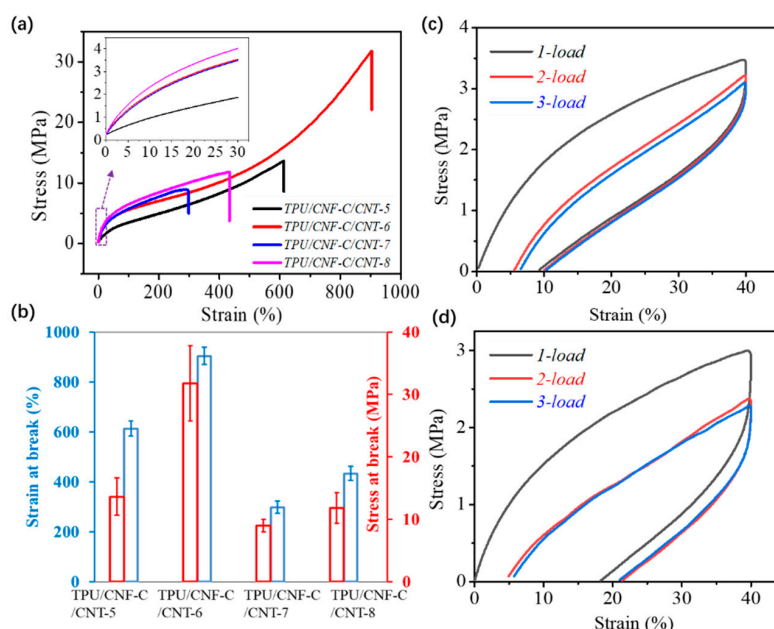 (a)
Stress (MPa)
30
20
10
0
4
3
2
1
0
0 5 10 15 20 25 30
TPU/CNF-C/CNT-5
TPU/CNF-C/CNT-6
TPU/CNF-C/CNT-7
TPU/CNF-C/CNT-8
0 200 400 600 800 1000
Strain (%)
(c)
Stress (MPa)
4
3
2
1
0
1-load
2-load
3-load
0 10 20 30 40
Strain (%)
(b)
Strain at break (%)
1000
800
600
400
200
0
Stress at break (MPa)
40
30
20
10
0
TPU/CNF-C
/CNT-5
TPU/CNF-C
/CNT-6
TPU/CNF-C
/CNT-7
TPU/CNF-C
/CNT-8
(d)
Stress (MPa)
3
2
1
0
1-load
2-load
3-load
0 10 20 30 40
Strain (%)